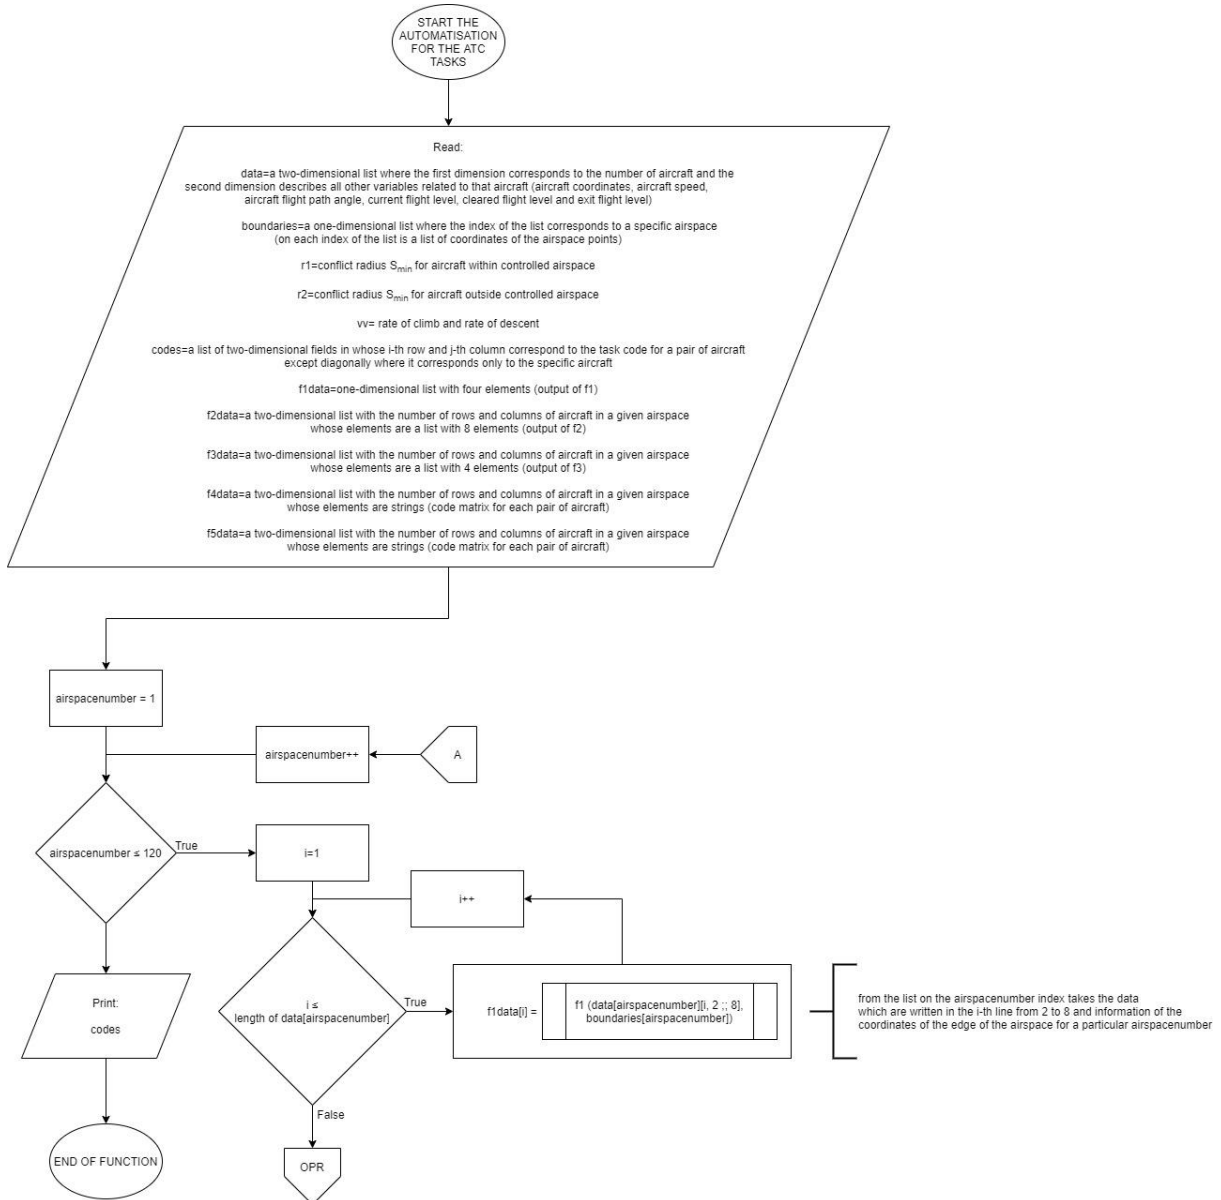 START THE
AUTOMATISATION
FOR THE ATC
TASKS
Read:
data=a two-dimensional list where the first dimension corresponds to the number of aircraft and the
second dimension describes all other variables related to that aircraft (aircraft coordinates, aircraft speed,
aircraft flight path angle, current flight level, cleared flight level and exit flight level)
boundaries=a one-dimensional list where the index of the list corresponds to a specific airspace
(on each index of the list is a list of coordinates of the airspace points)
r1=conflict radius Smin for aircraft within controlled airspace
r2=conflict radius Smin for aircraft outside controlled airspace
vv= rate of climb and rate of descent
codes=a list of two-dimensional fields in whose i-th row and j-th column correspond to the task code for a pair of aircraft
except diagonally where it corresponds only to the specific aircraft
f1data=one-dimensional list with four elements (output of f1)
f2data=a two-dimensional list with the number of rows and columns of aircraft in a given airspace
whose elements are a list with 8 elements (output of f2)
f3data=a two-dimensional list with the number of rows and columns of aircraft in a given airspace
whose elements are a list with 4 elements (output of f3)
f4data=a two-dimensional list with the number of rows and columns of aircraft in a given airspace
whose elements are strings (code matrix for each pair of aircraft)
f5data=a two-dimensional list with the number of rows and columns of aircraft in a given airspace
whose elements are strings (code matrix for each pair of aircraft)
airspacenumber = 1
airspacenumber++
A
airspacenumber ≤ 120
True
i=1
i++
Print:
codes
i ≤
length of data[airspacenumber]
True
f1data[i] =
f1 (data[airspacenumber][i, 2 ;; 8],
boundaries[airspacenumber])
from the list on the airspacenumber index takes the data
which are written in the i-th line from 2 to 8 and information of the
coordinates of the edge of the airspace for a particular airspacenumber
False
END OF FUNCTION
OPR